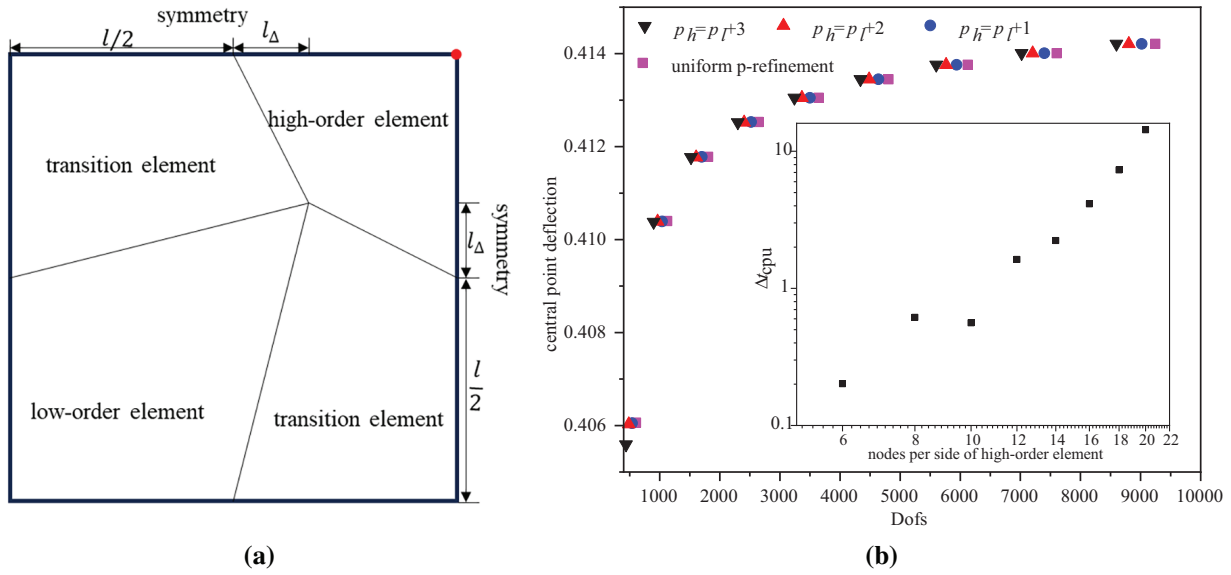 symmetry
l/2
l_Δ
high-order element
transition element
symmetry
l_Δ
l/2
low-order element
transition element
(a)
p_h=p_l+3
p_h=p_l+2
p_h=p_l+1
uniform p-refinement
central point deflection
0.414
0.412
0.410
0.408
0.406
1000 2000 3000 4000 5000 6000 7000 8000 9000 10000
Dofs
Δt_cpu
10
1
0.1
6 8 10 12 14 16 18 20 22
nodes per side of high-order element
(b)